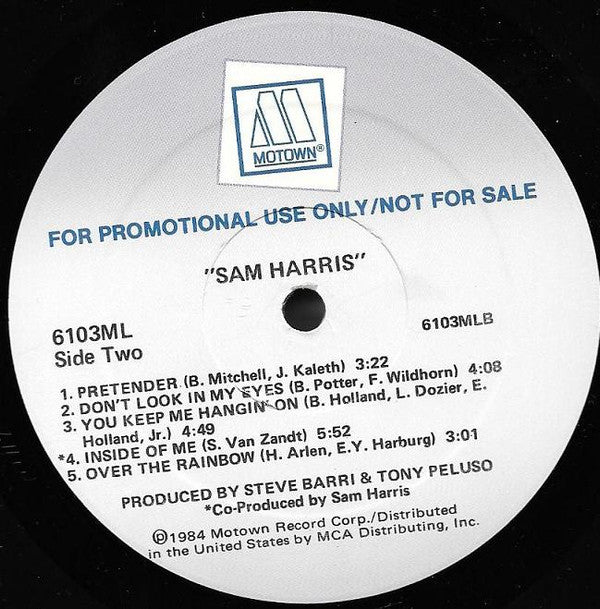 MOTOWN®
FOR PROMOTIONAL USE ONLY/NOT FOR SALE
"SAM HARRIS"
6103ML
6103MLB
Side Two
1. PRETENDER (B. Mitchell, J. Kaleth) 3:22
2. DON'T LOOK IN MY EYES (B. Potter, F. Wildhorn) 4:08
3. YOU KEEP ME HANGIN' ON (B. Holland, L. Dozier, E.
Holland, Jr.) 4:49
*4. INSIDE OF ME (S. Van Zandt) 5:52
5. OVER THE RAINBOW (H. Arlen, E.Y. Harburg) 3:01
PRODUCED BY STEVE BARRI & TONY PELUSO
*Co-Produced by Sam Harris
℗1984 Motown Record Corp./Distributed
in the United States by MCA Distributing, Inc.